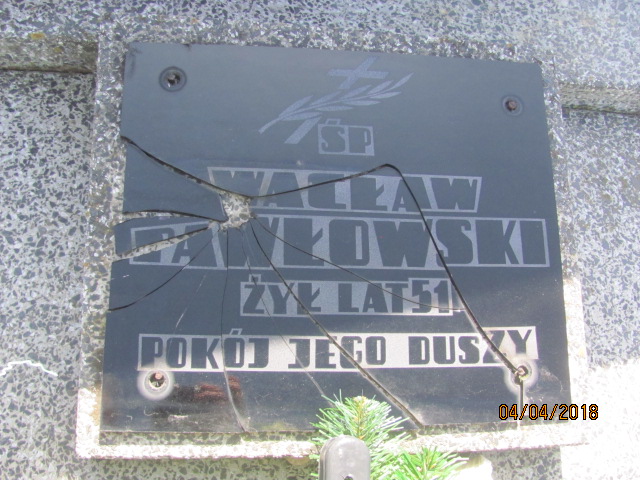 ŚP
WACŁAW
PAWŁOWSKI
ŻYŁ LAT 51
POKÓJ JEGO DUSZY
04/04/2018